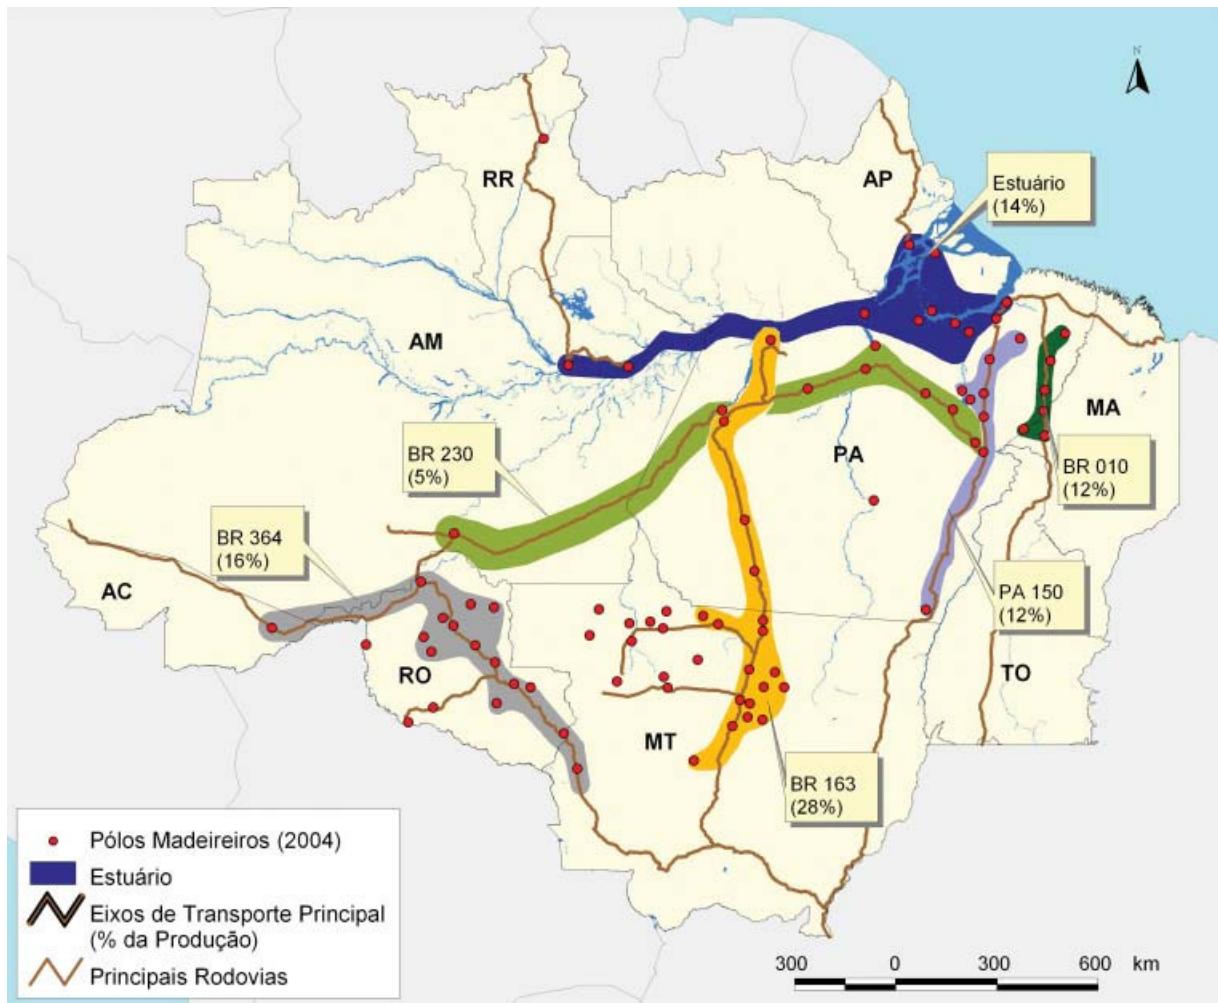 N
RR
AP
Estuário
(14%)
AM
MA
BR 230
(5%)
PA
BR 010
(12%)
BR 364
(16%)
AC
PA 150
(12%)
RO
TO
MT
BR 163
(28%)
Pólos Madeireiros (2004)
Estuário
Eixos de Transporte Principal
(% da Produção)
Principais Rodovias
300 0 300 600 km